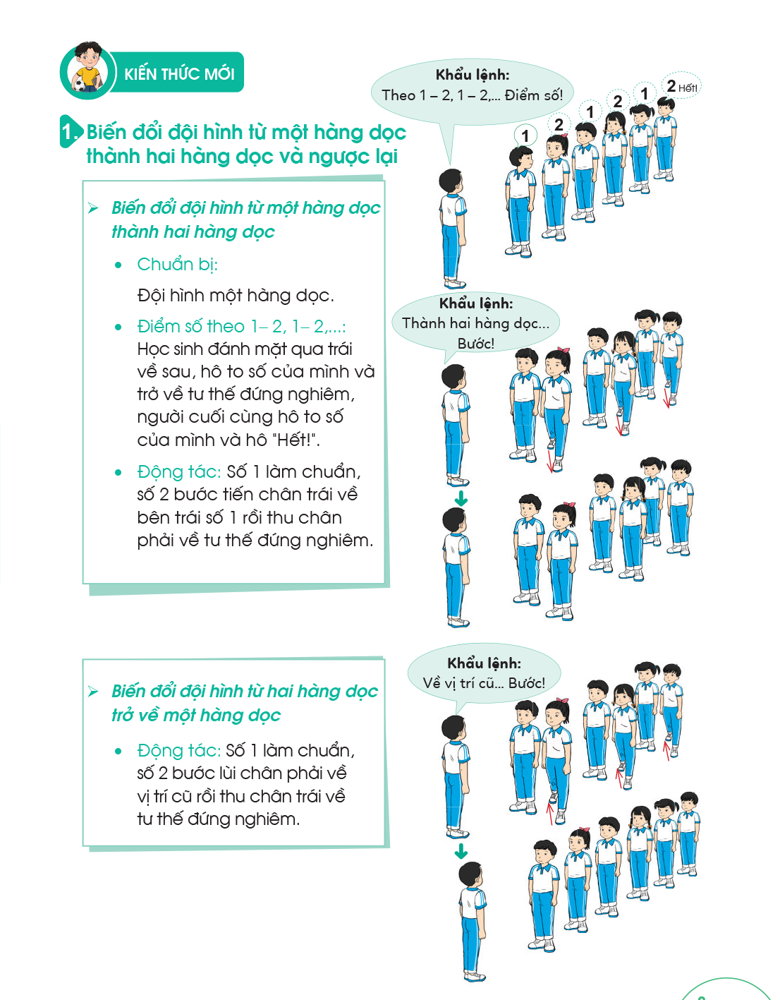 KIẾN THỨC MỚI
1. Biến đổi đội hình từ một hàng dọc
thành hai hàng dọc và ngược lại
Biến đổi đội hình từ một hàng dọc
thành hai hàng dọc
Chuẩn bị:
Đội hình một hàng dọc.
Điểm số theo 1– 2, 1– 2,...:
Học sinh đánh mặt qua trái
về sau, hô to số của mình và
trở về tư thế đứng nghiêm,
người cuối cùng hô to số
của mình và hô "Hết!".
Động tác: Số 1 làm chuẩn,
số 2 bước tiến chân trái về
bên trái số 1 rồi thu chân
phải về tư thế đứng nghiêm.
Khẩu lệnh:
Theo 1 – 2, 1 – 2,... Điểm số!
1
2
1
2
1
2 Hết!
Khẩu lệnh:
Thành hai hàng dọc...
Bước!
Biến đổi đội hình từ hai hàng dọc
trở về một hàng dọc
Động tác: Số 1 làm chuẩn,
số 2 bước lùi chân phải về
vị trí cũ rồi thu chân trái về
tư thế đứng nghiêm.
Khẩu lệnh:
Về vị trí cũ... Bước!